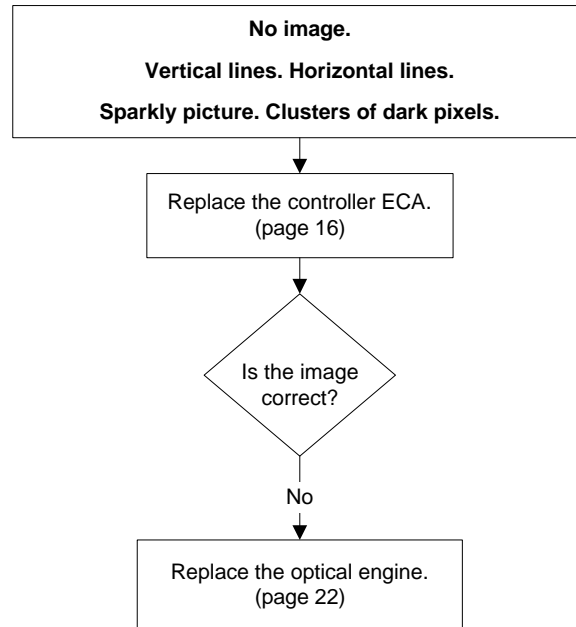 No image.
Vertical lines. Horizontal lines.
Sparkly picture. Clusters of dark pixels.
Replace the controller ECA.
(page 16)
Is the image
correct?
No
Replace the optical engine.
(page 22)